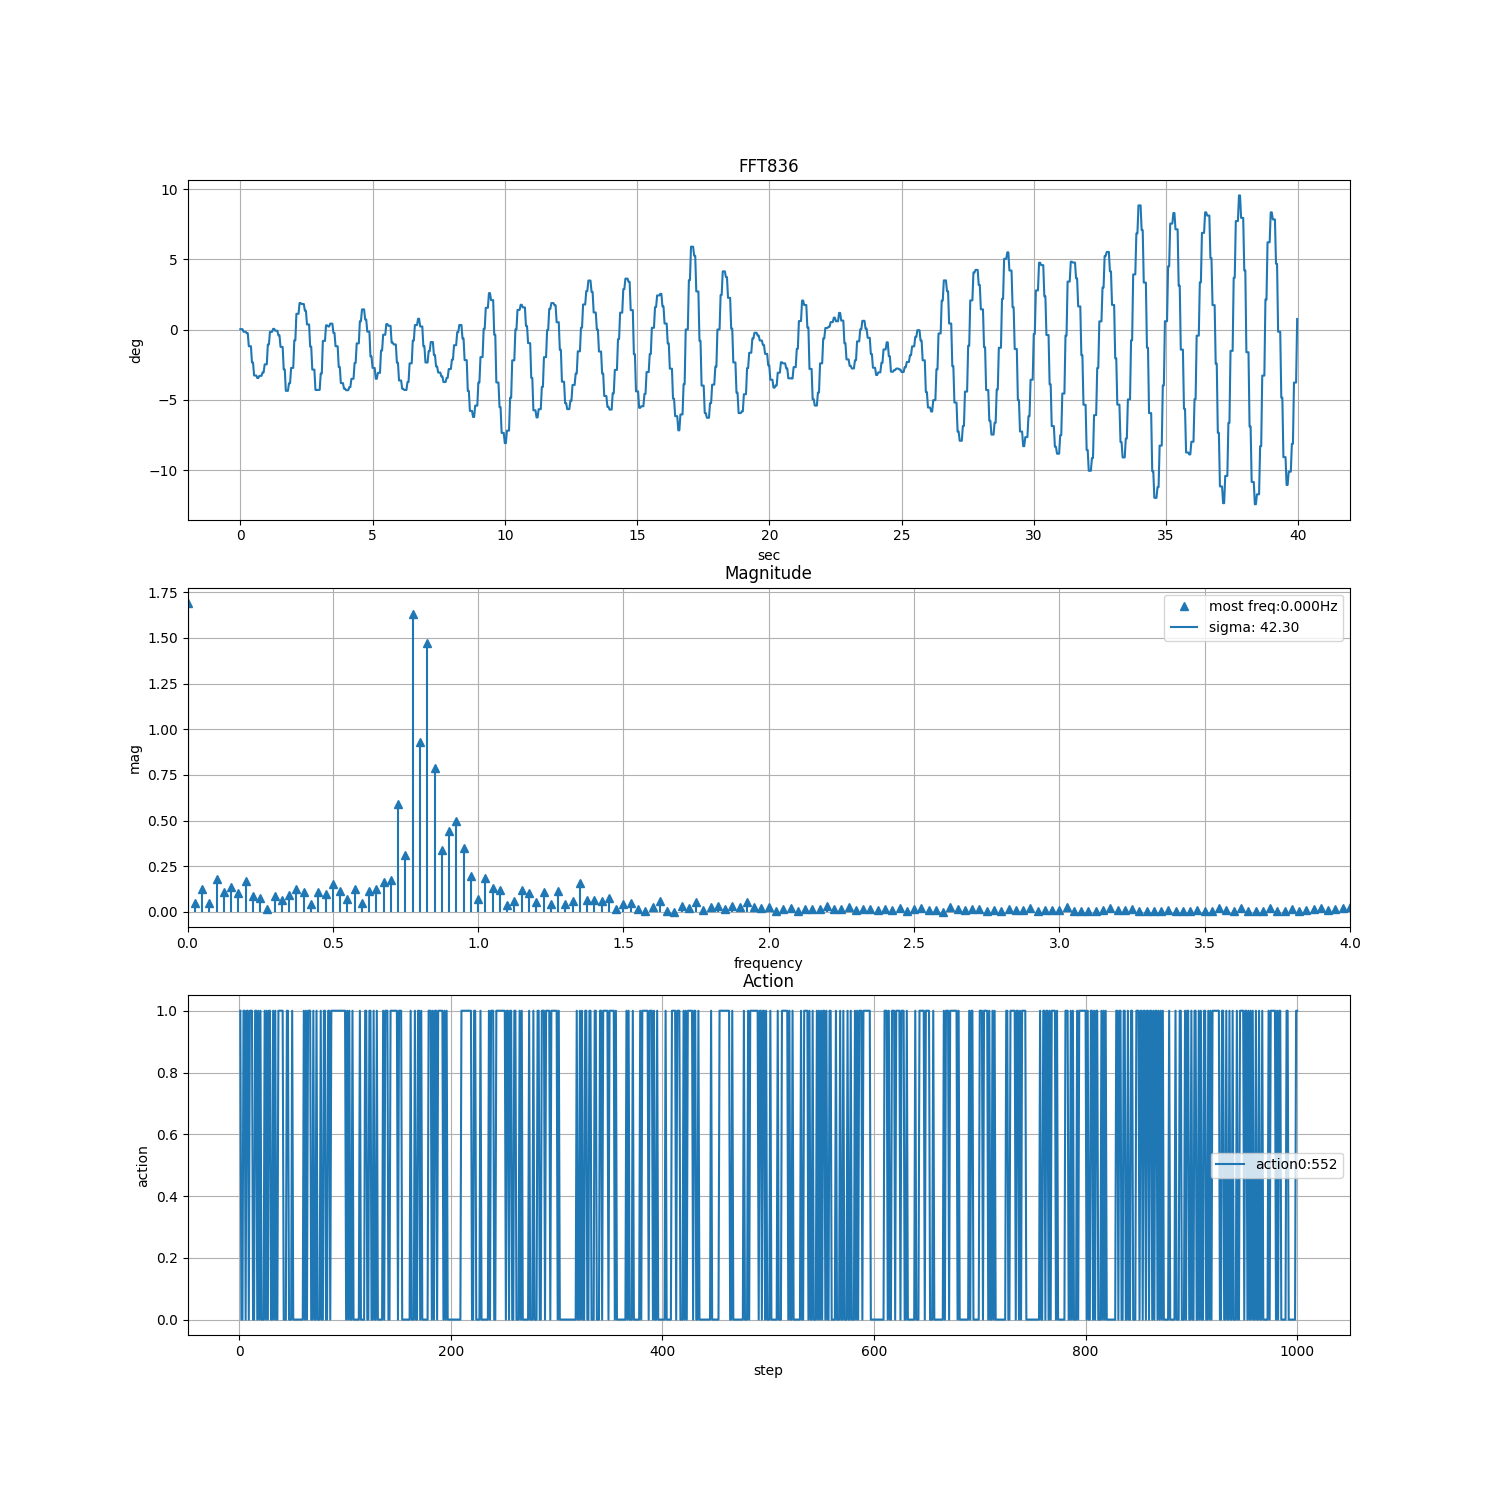 FFT836
10
5
0
−5
−10
deg
0 5 10 15 20 25 30 35 40
sec
Magnitude
1.75
1.50
1.25
1.00
0.75
0.50
0.25
0.00
mag
most freq:0.000Hz
sigma: 42.30
0.0 0.5 1.0 1.5 2.0 2.5 3.0 3.5 4.0
frequency
Action
1.0
0.8
0.6
0.4
0.2
0.0
action
action0:552
0 200 400 600 800 1000
step